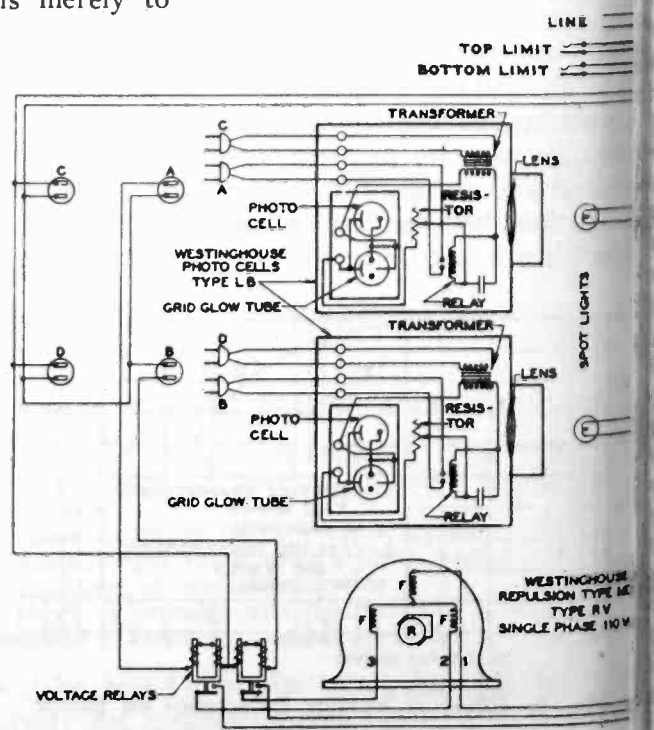 merely to
LINE
TOP LIMIT
BOTTOM LIMIT
TRANSFORMER
C
LENS
C
A
A
PHOTO
CELL
RESIS-
TOR
WESTINGHOUSE
PHOTO CELLS
TYPE LB
GRID GLOW TUBE
RELAY
SPOT LIGHTS
TRANSFORMER
D
D
B
B
LENS
PHOTO
CELL
RESIS-
TOR
GRID GLOW TUBE
RELAY
WESTINGHOUSE
REPULSION TYPE
TYPE RV
SINGLE PHASE 110 V
F
F
F
R
3
2
1
VOLTAGE RELAYS